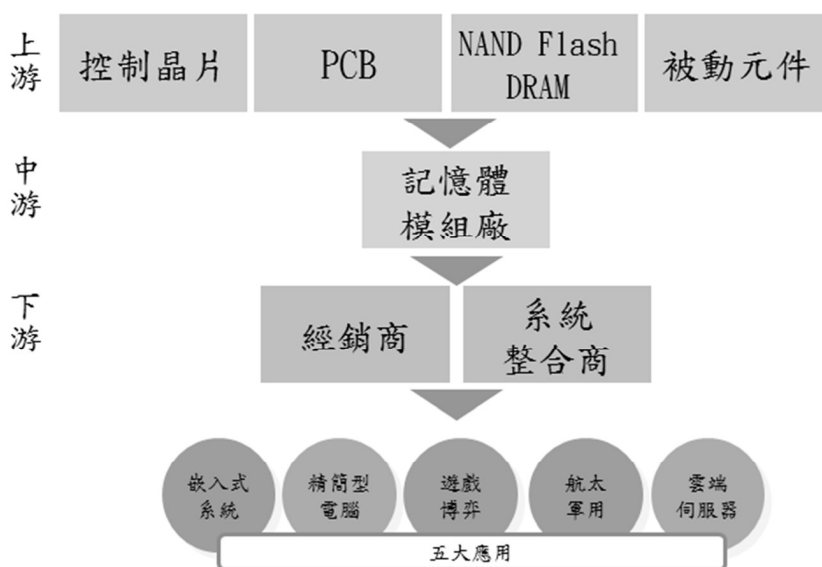 上游
控制晶片
PCB
NAND Flash
DRAM
被動元件
中游
記憶體
模組廠
下游
經銷商
系統
整合商
嵌入式
系統
精簡型
電腦
遊戲
博弈
航太
軍用
雲端
伺服器
五大應用